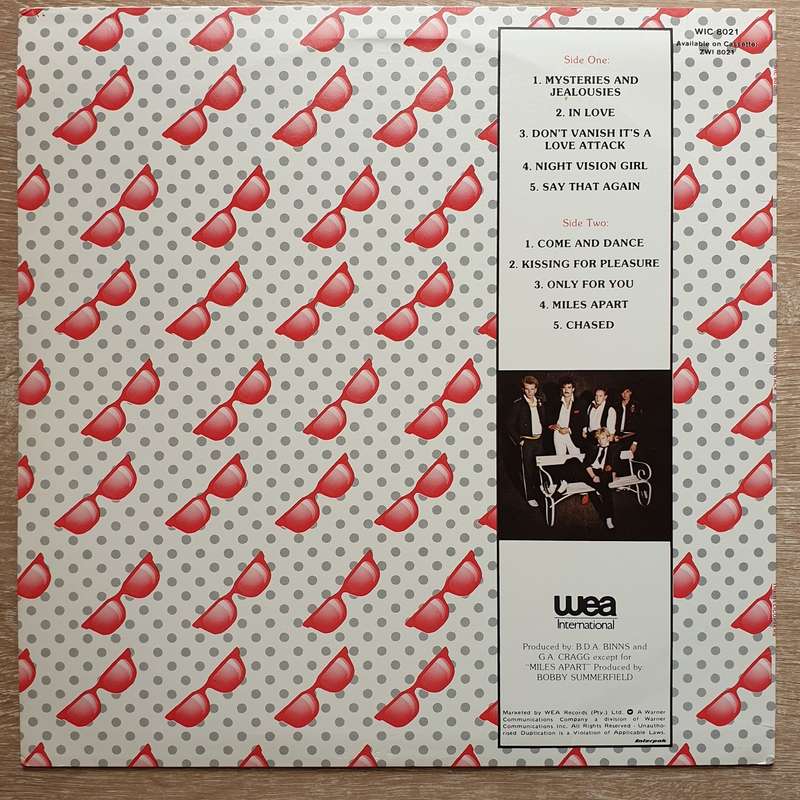 WIC 8021
Available on Cassette:
ZWI 8021
Side One:
1. MYSTERIES AND
JEALOUSIES
2. IN LOVE
3. DON'T VANISH IT'S A
LOVE ATTACK
4. NIGHT VISION GIRL
5. SAY THAT AGAIN
Side Two:
1. COME AND DANCE
2. KISSING FOR PLEASURE
3. ONLY FOR YOU
4. MILES APART
5. CHASED
wea
International
Produced by: B.D.A. BINNS and
G.A. CRAGG except for
"MILES APART" Produced by:
BOBBY SUMMERFIELD
Marketed by WEA Records (Pty.) Ltd. A Warner
Communications Company a division of Warner
Communications Inc. All Rights Reserved - Unautho-
rised Duplication is a Violation of Applicable Laws.
Interpak